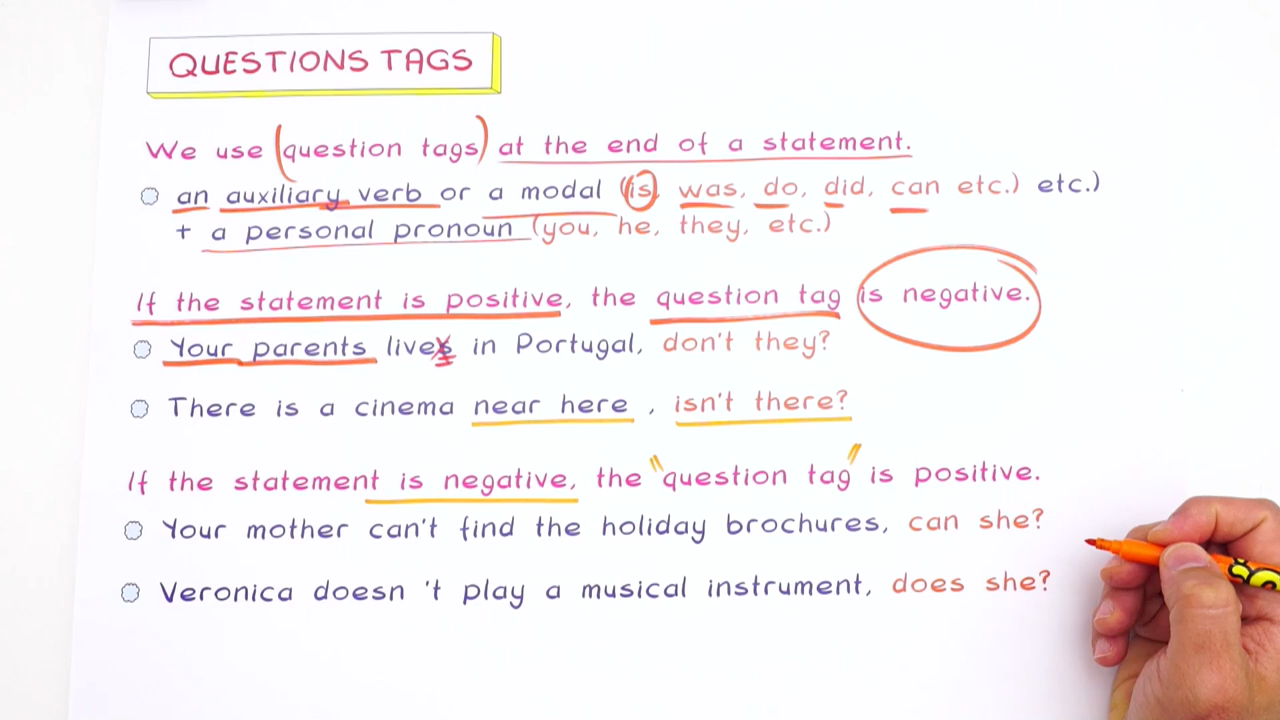 QUESTIONS TAGS
We use (question tags) at the end of a statement.
an auxiliary verb or a modal (is, was, do, did, can etc.) etc.)
+ a personal pronoun (you, he, they, etc.)
If the statement is positive, the question tag is negative.
Your parents lives in Portugal, don't they?
There is a cinema near here , isn't there?
If the statement is negative, the "question tag" is positive.
Your mother can't find the holiday brochures, can she?
Veronica doesn 't play a musical instrument, does she?